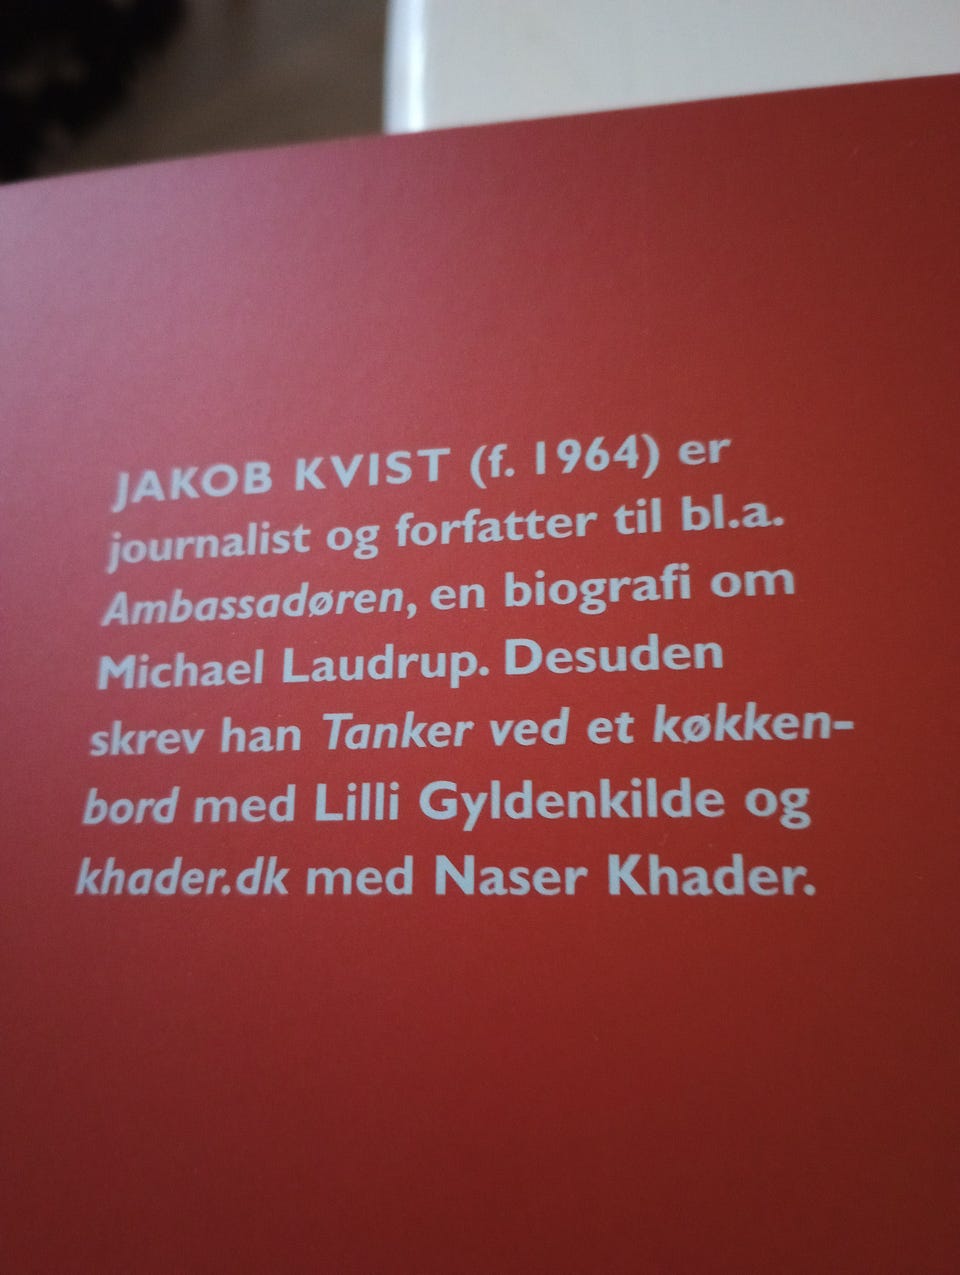 JAKOB KVIST (f. 1964) er
journalist og forfatter til bl.a.
Ambassadøren, en biografi om
Michael Laudrup. Desuden
skrev han Tanker ved et køkken-
bord med Lilli Gyldenkilde og
khader.dk med Naser Khader.